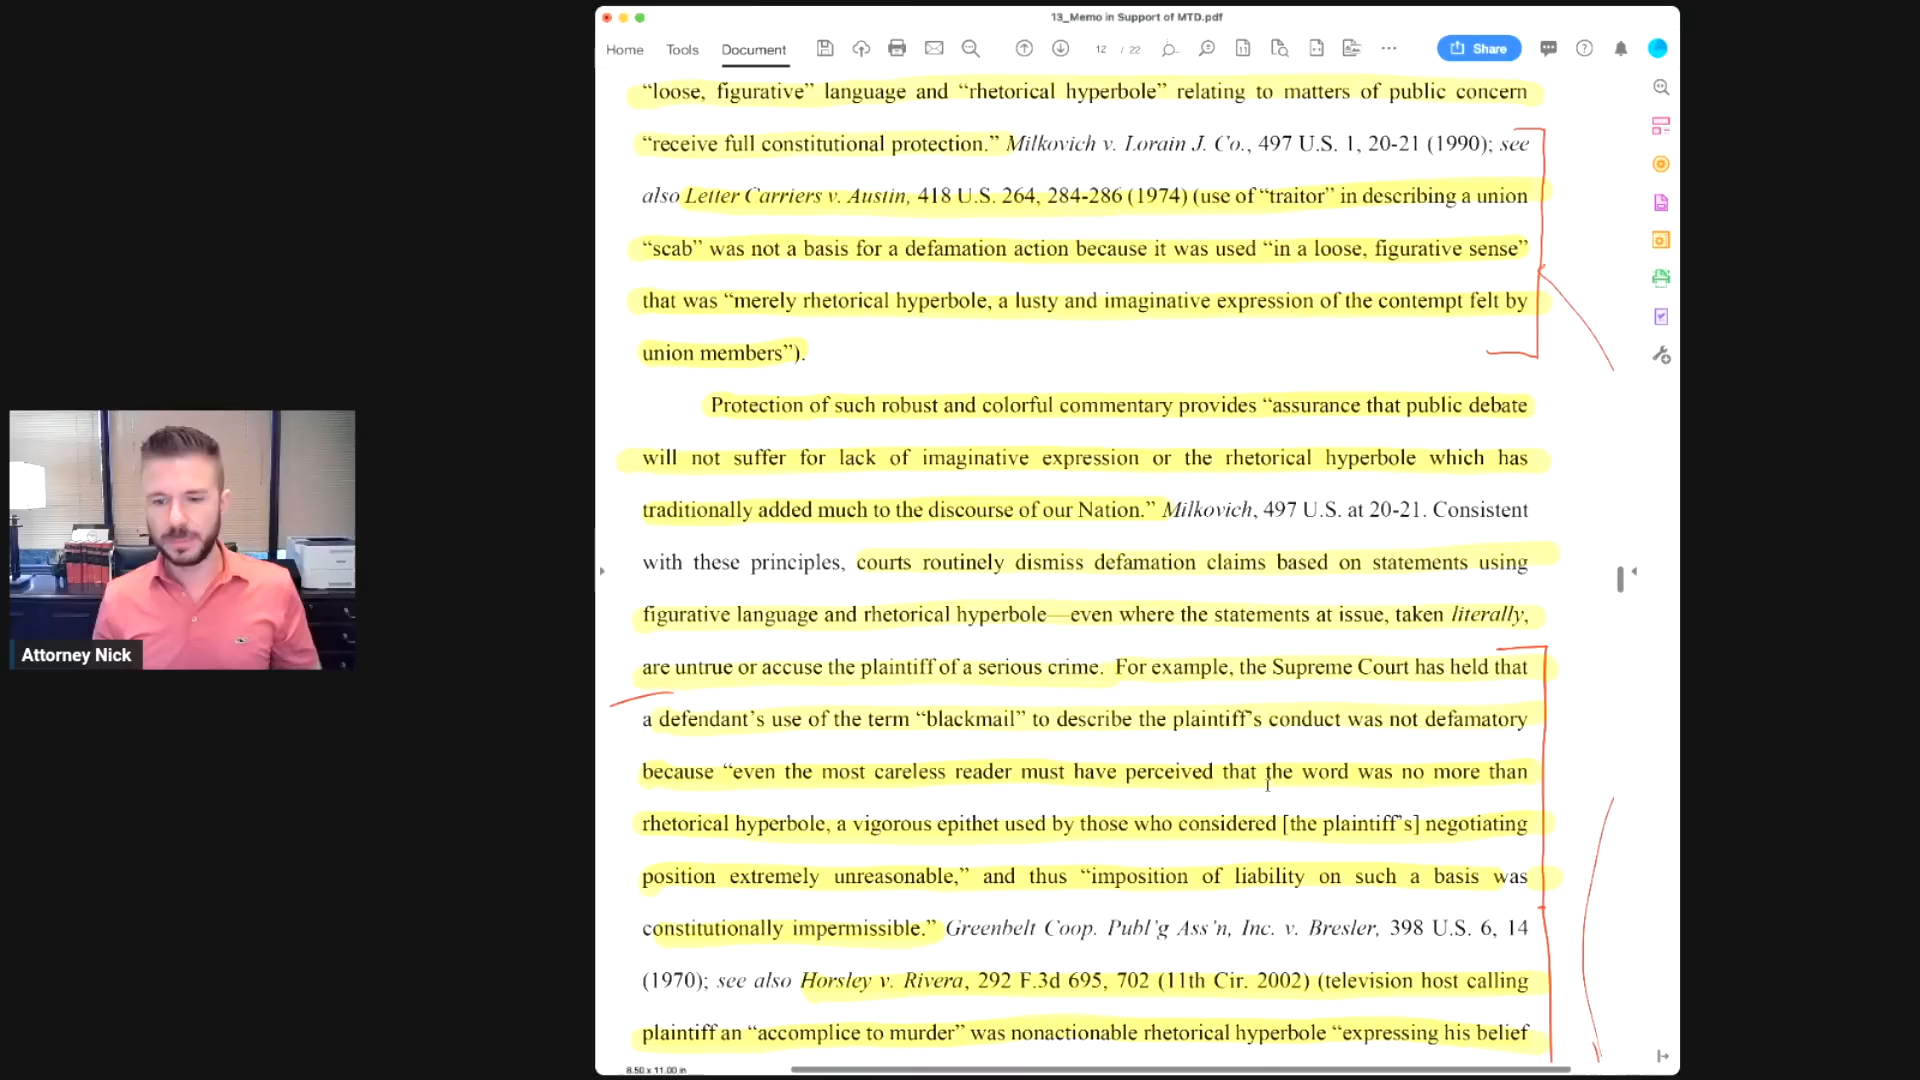 13_Memo in Support of MTD.pdf
Home Tools Document 12 / 22 Share
“loose, figurative” language and “rhetorical hyperbole” relating to matters of public concern
“receive full constitutional protection.” Milkovich v. Lorain J. Co., 497 U.S. 1, 20-21 (1990); see
also Letter Carriers v. Austin, 418 U.S. 264, 284-286 (1974) (use of “traitor” in describing a union
“scab” was not a basis for a defamation action because it was used “in a loose, figurative sense”
that was “merely rhetorical hyperbole, a lusty and imaginative expression of the contempt felt by
union members”).
Protection of such robust and colorful commentary provides “assurance that public debate
will not suffer for lack of imaginative expression or the rhetorical hyperbole which has
traditionally added much to the discourse of our Nation.” Milkovich, 497 U.S. at 20-21. Consistent
with these principles, courts routinely dismiss defamation claims based on statements using
figurative language and rhetorical hyperbole—even where the statements at issue, taken literally,
are untrue or accuse the plaintiff of a serious crime. For example, the Supreme Court has held that
a defendant’s use of the term “blackmail” to describe the plaintiff’s conduct was not defamatory
because “even the most careless reader must have perceived that the word was no more than
rhetorical hyperbole, a vigorous epithet used by those who considered [the plaintiff’s] negotiating
position extremely unreasonable,” and thus “imposition of liability on such a basis was
constitutionally impermissible.” Greenbelt Coop. Publ’g Ass’n, Inc. v. Bresler, 398 U.S. 6, 14
(1970); see also Horsley v. Rivera, 292 F.3d 695, 702 (11th Cir. 2002) (television host calling
plaintiff an “accomplice to murder” was nonactionable rhetorical hyperbole “expressing his belief
8.50 x 11.00 in
Attorney Nick